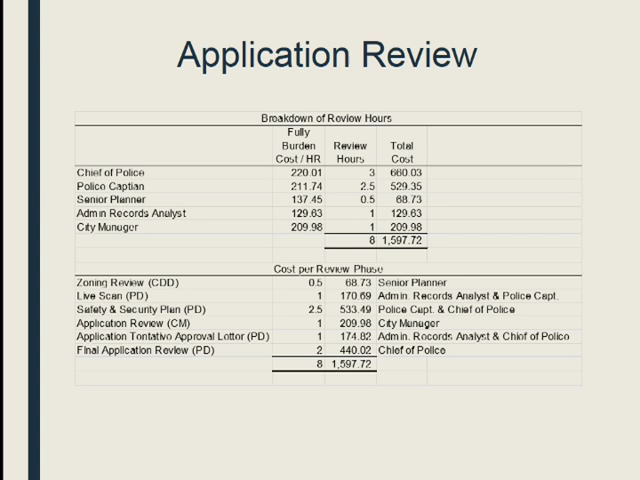 Application Review
Breakdown of Review Hours
Fully
Burden Review Total
Cost / HR Hours Cost
Chief of Police 220.01 3 660.03
Police Captian 211.74 2.5 529.35
Senior Planner 137.45 0.5 68.73
Admin Records Analyst 129.63 1 129.63
City Manager 209.98 1 209.98
8 1,597.72
Cost per Review Phase
Zoning Review (CDD) 0.5 68.73 Senior Planner
Live Scan (PD) 1 170.69 Admin. Records Analyst & Police Capt.
Safety & Security Plan (PD) 2.5 533.49 Police Capt. & Chief of Police
Application Review (CM) 1 209.98 City Manager
Application Tentative Approval Letter (PD) 1 174.82 Admin. Records Analyst & Chief of Police
Final Application Review (PD) 2 440.02 Chief of Police
8 1,597.72